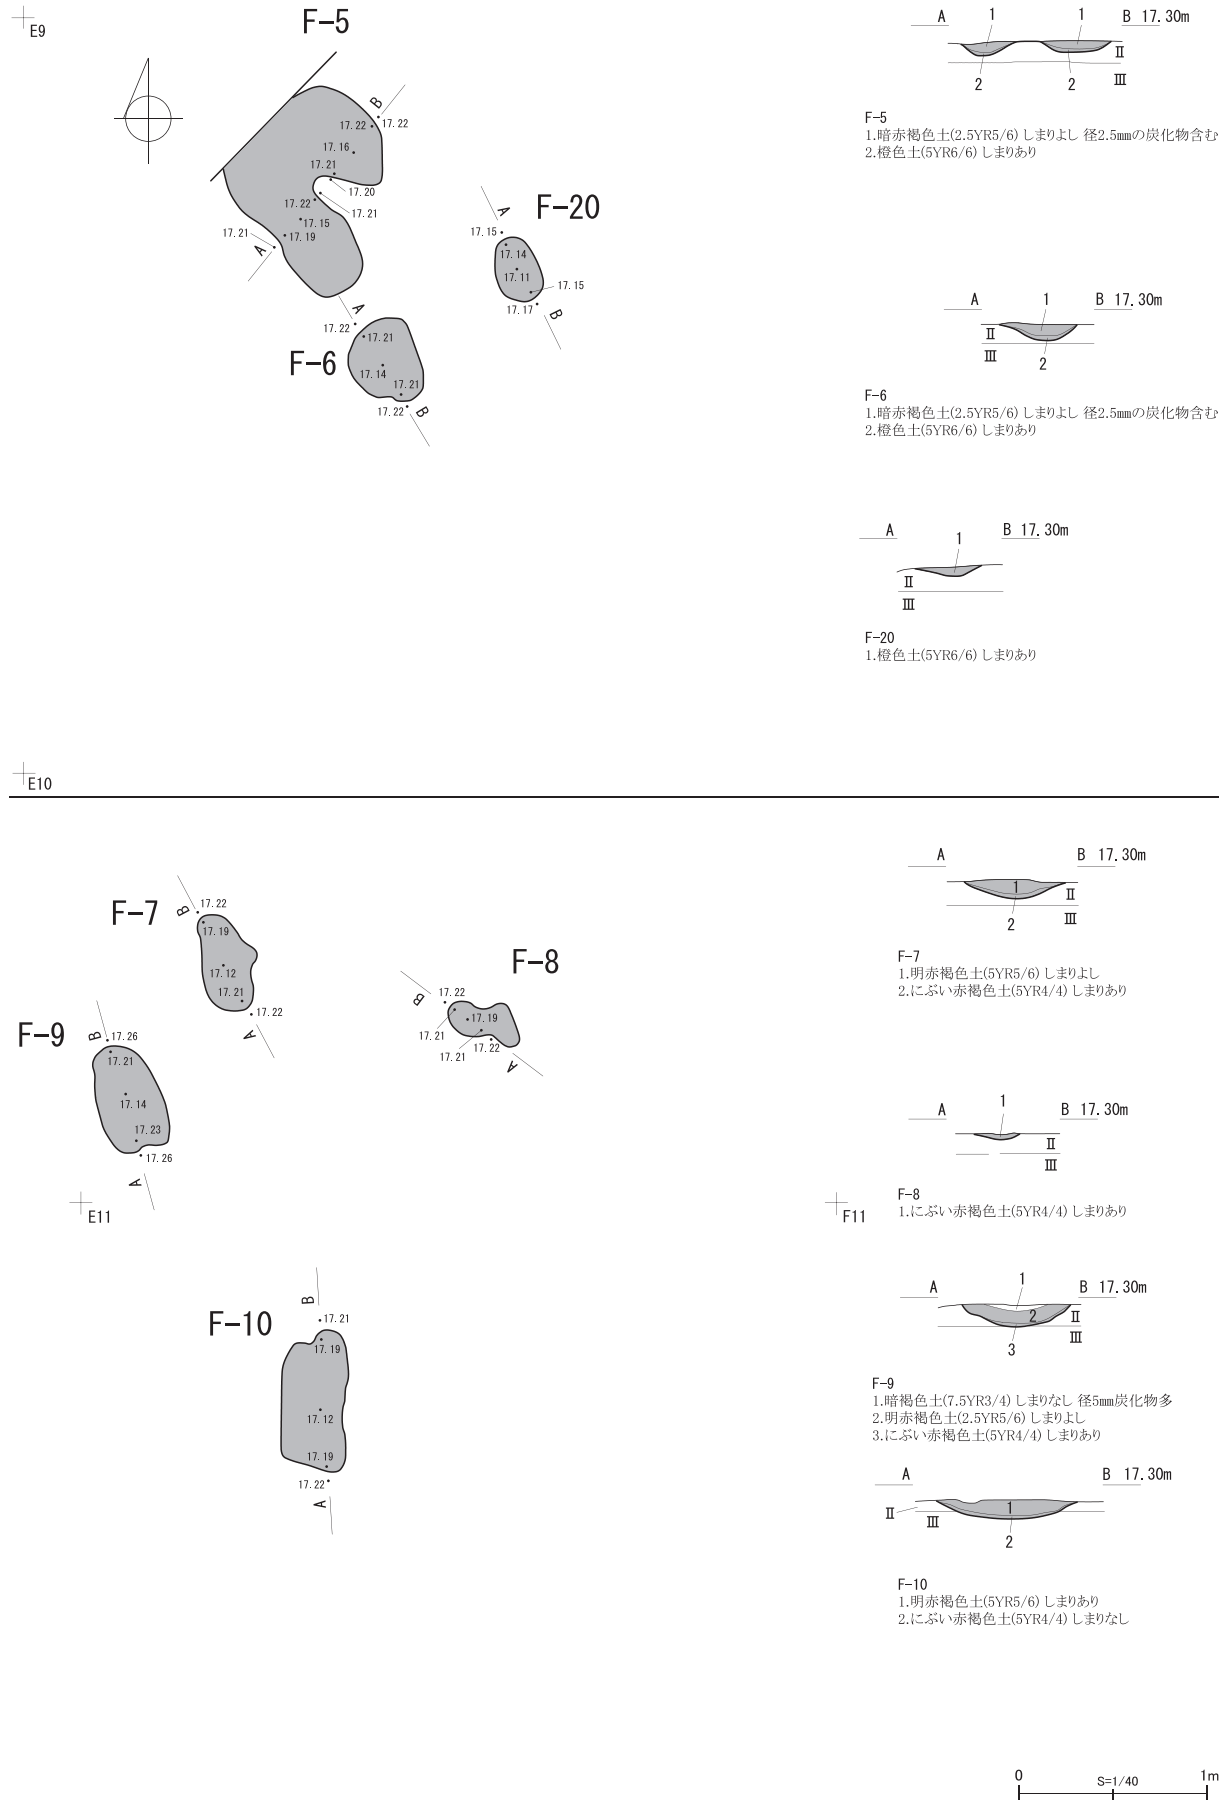 E9
F-5
B
17.22
17.22
17.16
17.21
17.20
17.22
17.21
17.15
17.21
17.19
A
F-20
A
17.15
17.14
17.11
17.15
17.17
B
A
17.22
17.21
F-6
17.14
17.21
17.22
B
A 1 1 B 17.30m
Ⅱ
2 2 Ⅲ
F-5
1.暗赤褐色土(2.5YR5/6)しまりよし 径2.5㎜の炭化物含む
2.橙色土(5YR6/6)しまりあり
A 1 B 17.30m
Ⅱ
Ⅲ
2
F-6
1.暗赤褐色土(2.5YR5/6)しまりよし 径2.5㎜の炭化物含む
2.橙色土(5YR6/6)しまりあり
A 1 B 17.30m
Ⅱ
Ⅲ
F-20
1.橙色土(5YR6/6)しまりあり
E10
F-7
B
17.22
17.19
17.12
17.21
17.22
A
F-8
17.22
B
17.19
17.21
17.22
17.21
A
F-9
B
17.26
17.21
17.14
17.23
17.26
A
E11
F11
B
F-10
17.21
17.19
17.12
17.19
17.22
A
A B 17.30m
1
Ⅱ
2 Ⅲ
F-7
1.明赤褐色土(5YR5/6)しまりよし
2.にぶい赤褐色土(5YR4/4)しまりあり
A 1 B 17.30m
Ⅱ
Ⅲ
F-8
1.にぶい赤褐色土(5YR4/4)しまりあり
A 1 B 17.30m
2 Ⅱ
Ⅲ
3
F-9
1.暗褐色土(7.5YR3/4)しまりなし 径5㎜炭化物多
2.明赤褐色土(2.5YR5/6)しまりよし
3.にぶい赤褐色土(5YR4/4)しまりあり
A B 17.30m
1
Ⅱ Ⅲ
2
F-10
1.明赤褐色土(5YR5/6)しまりあり
2.にぶい赤褐色土(5YR4/4)しまりなし
0 S=1/40 1m